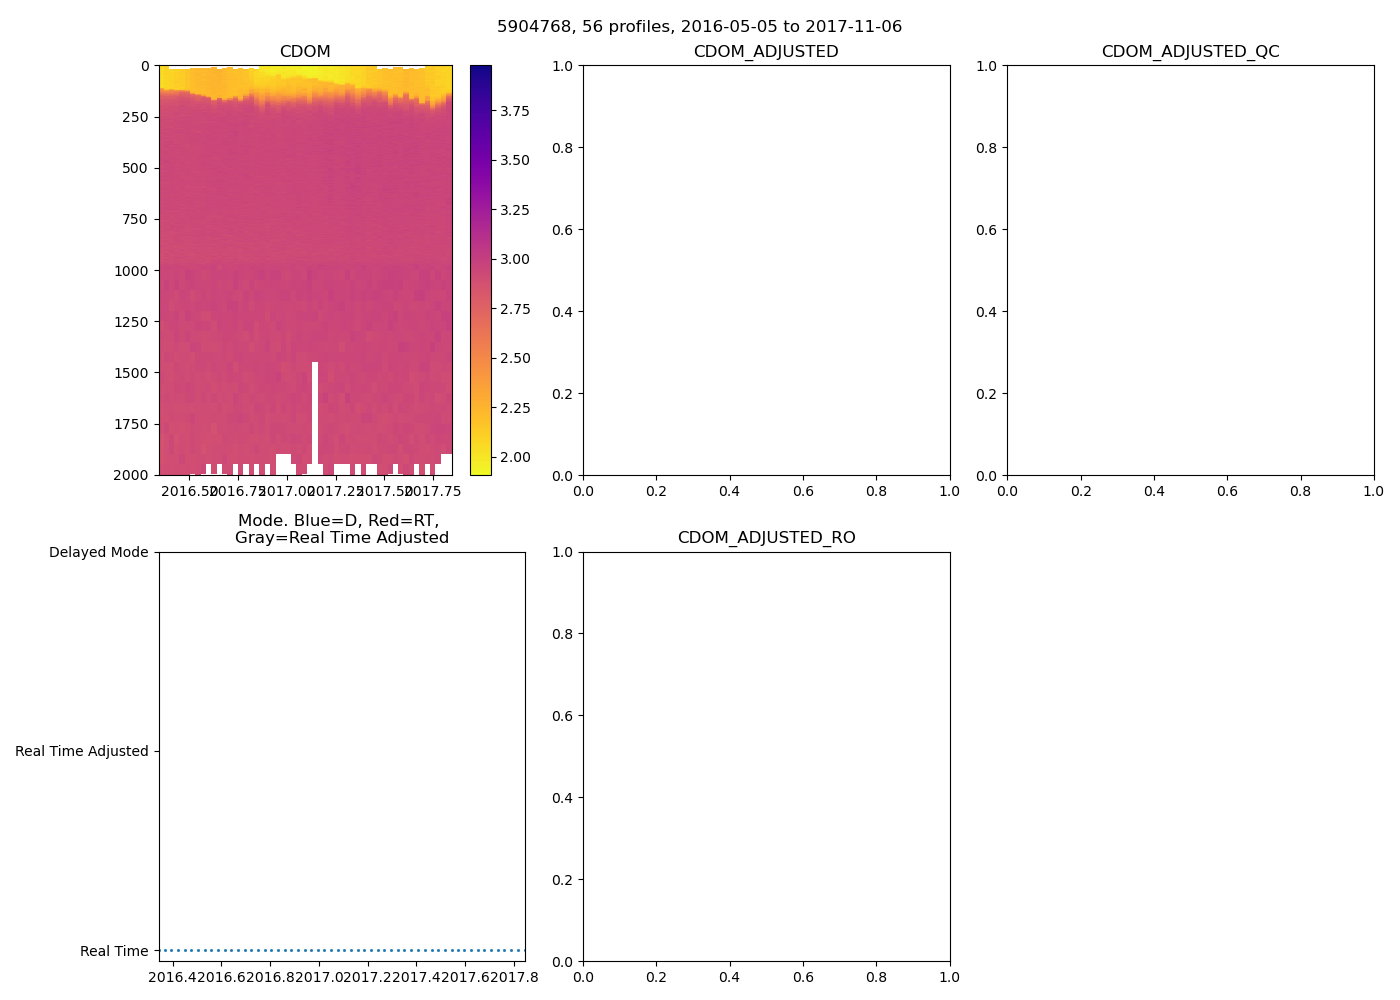 5904768, 56 profiles, 2016-05-05 to 2017-11-06
CDOM
0
250
500
750
1000
1250
1500
1750
2000
2016.50
2016.75
2017.00
2017.25
2017.50
2017.75
3.75
3.50
3.25
3.00
2.75
2.50
2.25
2.00
CDOM_ADJUSTED
1.0
0.8
0.6
0.4
0.2
0.0
0.0 0.2 0.4 0.6 0.8 1.0
CDOM_ADJUSTED_QC
1.0
0.8
0.6
0.4
0.2
0.0
0.0 0.2 0.4 0.6 0.8 1.0
Mode. Blue=D, Red=RT,
Gray=Real Time Adjusted
Delayed Mode
Real Time Adjusted
Real Time
2016.4 2016.6 2016.8 2017.0 2017.2 2017.4 2017.6 2017.8
CDOM_ADJUSTED_RO
1.0
0.8
0.6
0.4
0.2
0.0
0.0 0.2 0.4 0.6 0.8 1.0